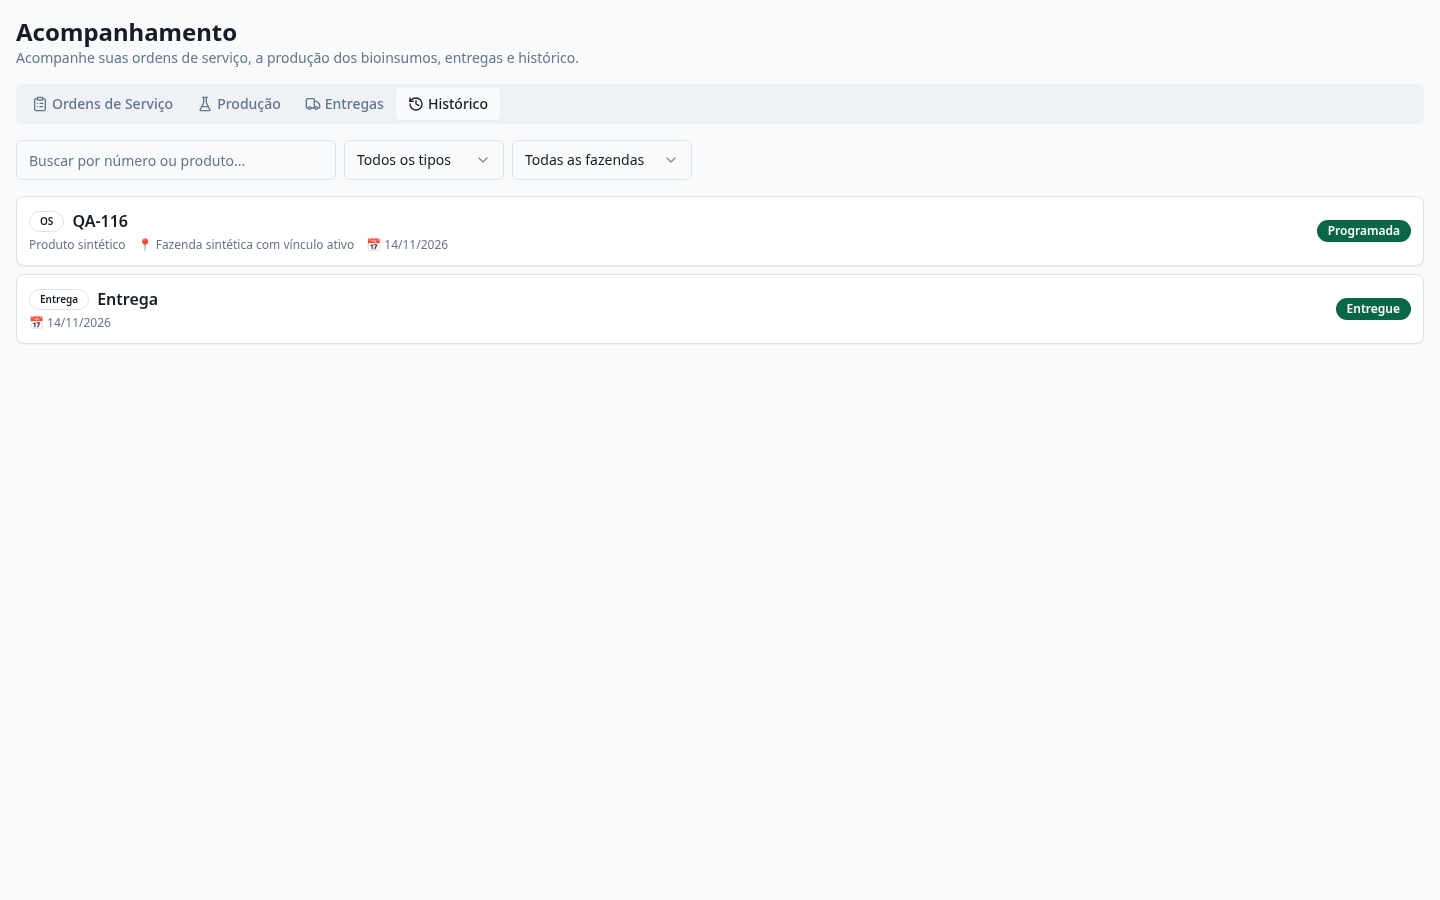 Acompanhamento
Acompanhe suas ordens de serviço, a produção dos bioinsumos, entregas e histórico.
Ordens de Serviço Produção Entregas Histórico
Buscar por número ou produto... Todos os tipos Todas as fazendas
OS QA-116
Produto sintético 📍 Fazenda sintética com vínculo ativo 📅 14/11/2026
Programada
Entrega Entrega
📅 14/11/2026
Entregue